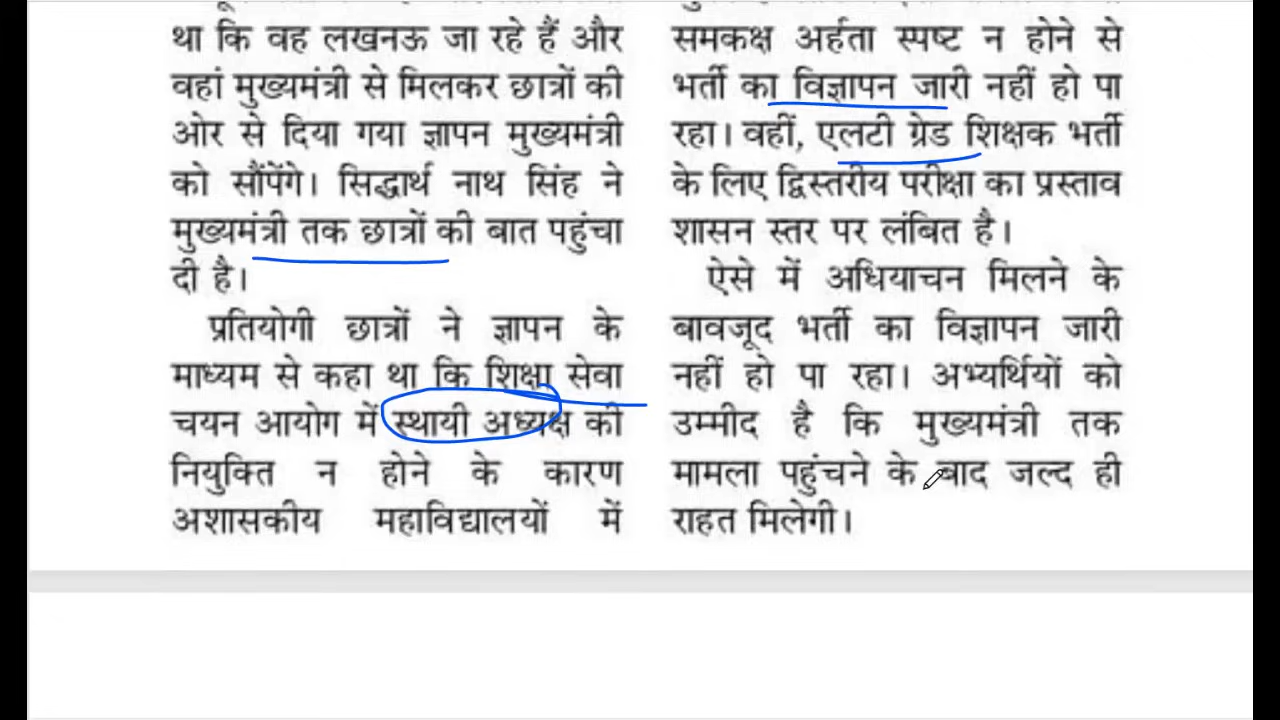 था कि वह लखनऊ जा रहे हैं और
वहां मुख्यमंत्री से मिलकर छात्रों की
ओर से दिया गया ज्ञापन मुख्यमंत्री
को सौंपेंगे। सिद्धार्थ नाथ सिंह ने
मुख्यमंत्री तक छात्रों की बात पहुंचा
दी है।
प्रतियोगी छात्रों ने ज्ञापन के
माध्यम से कहा था कि शिक्षा सेवा
चयन आयोग में स्थायी अध्यक्ष की
नियुक्ति न होने के कारण
अशासकीय महाविद्यालयों में
समकक्ष अर्हता स्पष्ट न होने से
भर्ती का विज्ञापन जारी नहीं हो पा
रहा। वहीं, एलटी ग्रेड शिक्षक भर्ती
के लिए द्विस्तरीय परीक्षा का प्रस्ताव
शासन स्तर पर लंबित है।
ऐसे में अधियाचन मिलने के
बावजूद भर्ती का विज्ञापन जारी
नहीं हो पा रहा। अभ्यर्थियों को
उम्मीद है कि मुख्यमंत्री तक
मामला पहुंचने के बाद जल्द ही
राहत मिलेगी।